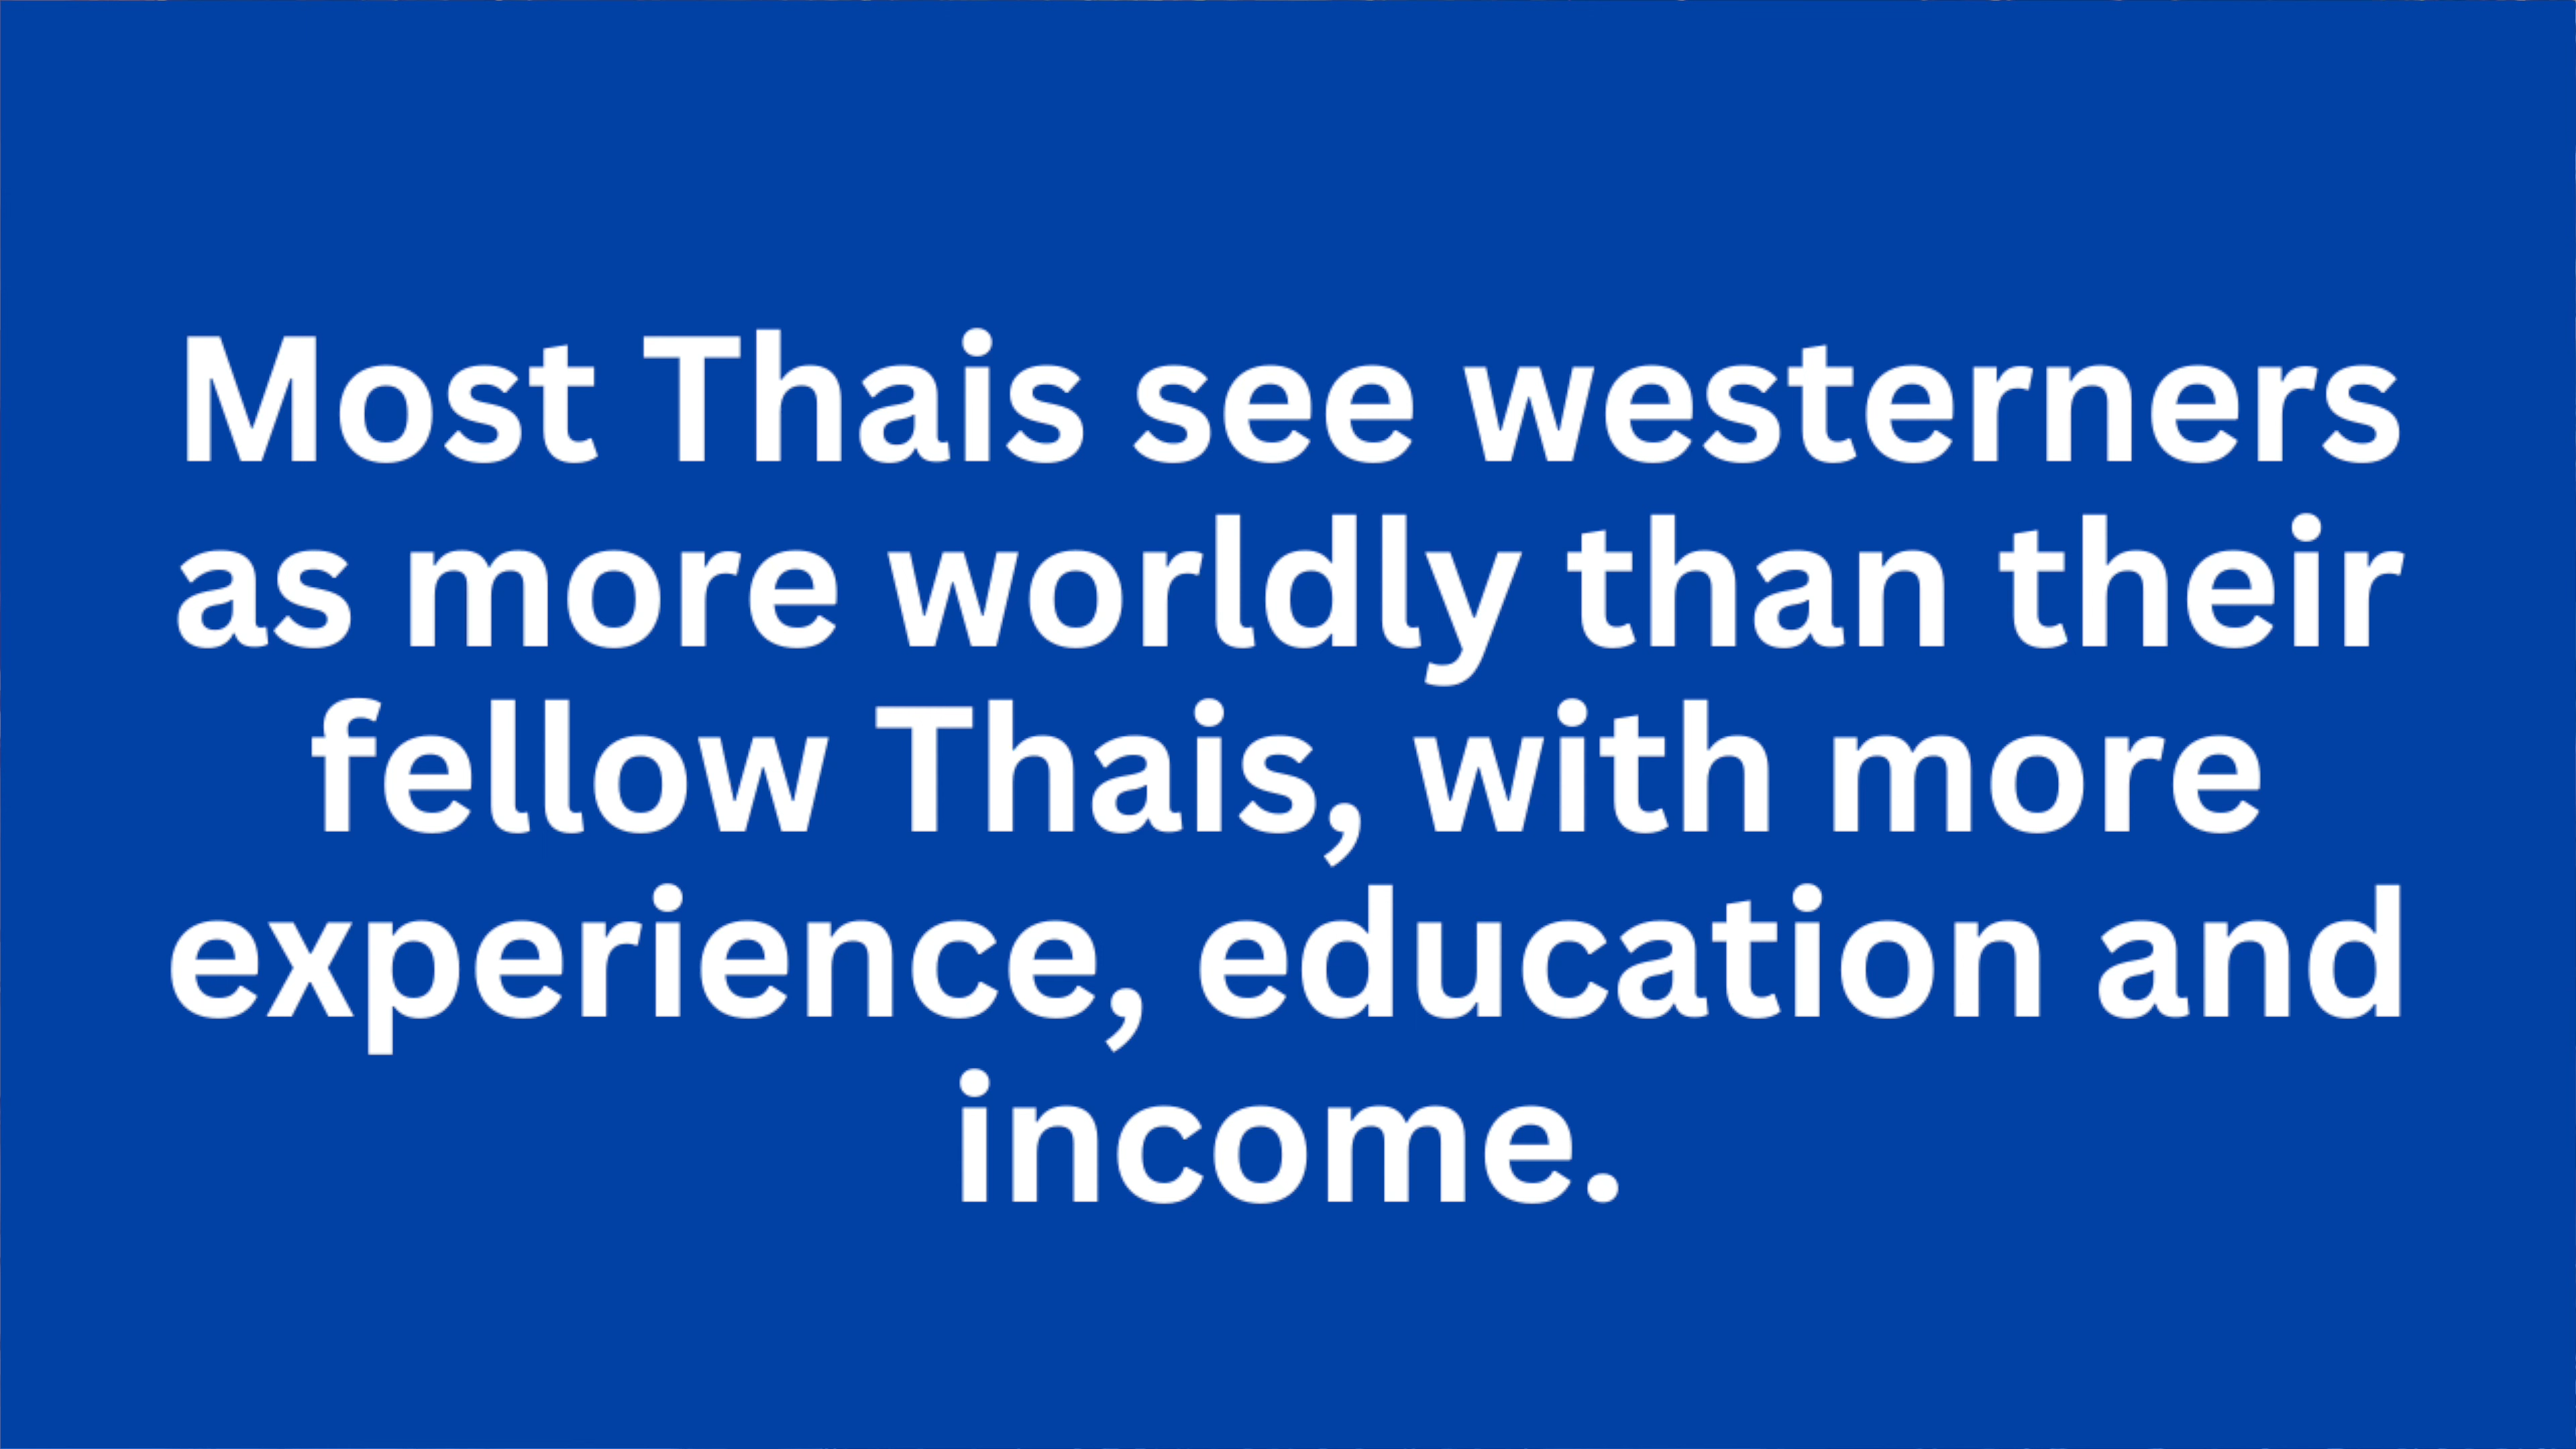 Most Thais see westerners
as more worldly than their
fellow Thais, with more
experience, education and
income.